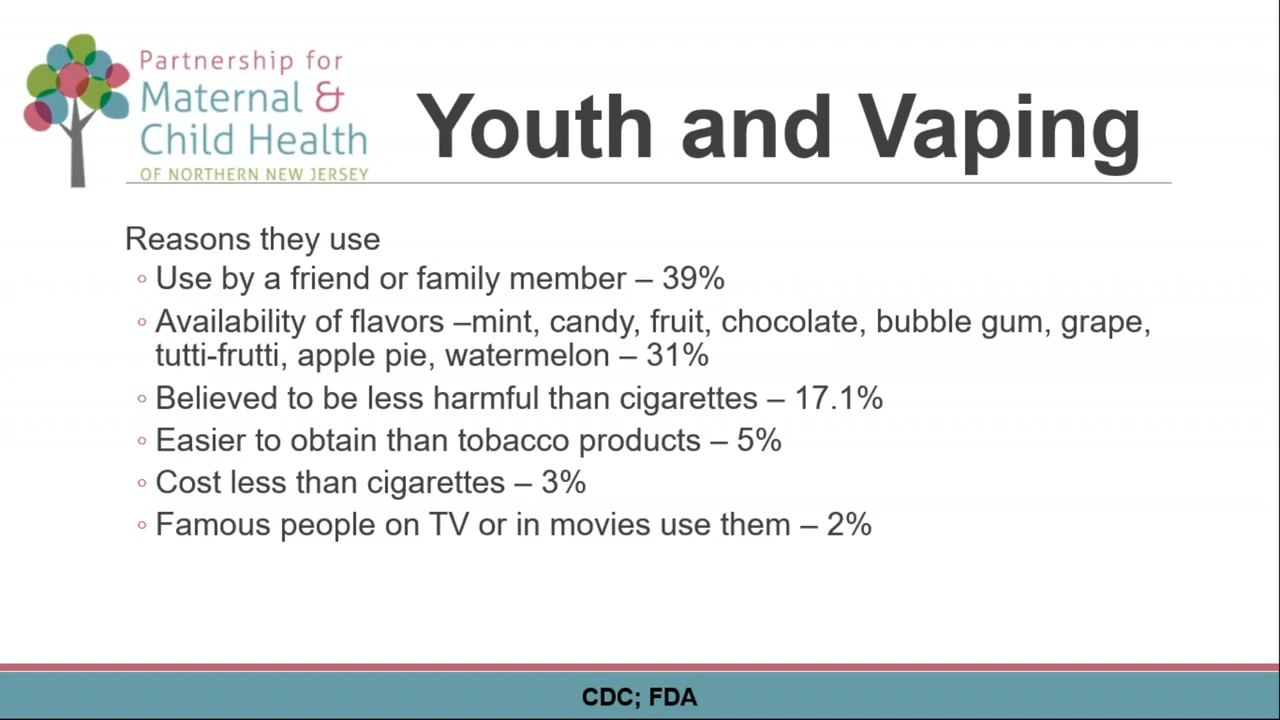 Partnership for
Maternal &
Child Health
OF NORTHERN NEW JERSEY
Youth and Vaping
Reasons they use
◦ Use by a friend or family member – 39%
◦ Availability of flavors –mint, candy, fruit, chocolate, bubble gum, grape,
tutti-frutti, apple pie, watermelon – 31%
◦ Believed to be less harmful than cigarettes – 17.1%
◦ Easier to obtain than tobacco products – 5%
◦ Cost less than cigarettes – 3%
◦ Famous people on TV or in movies use them – 2%
CDC; FDA